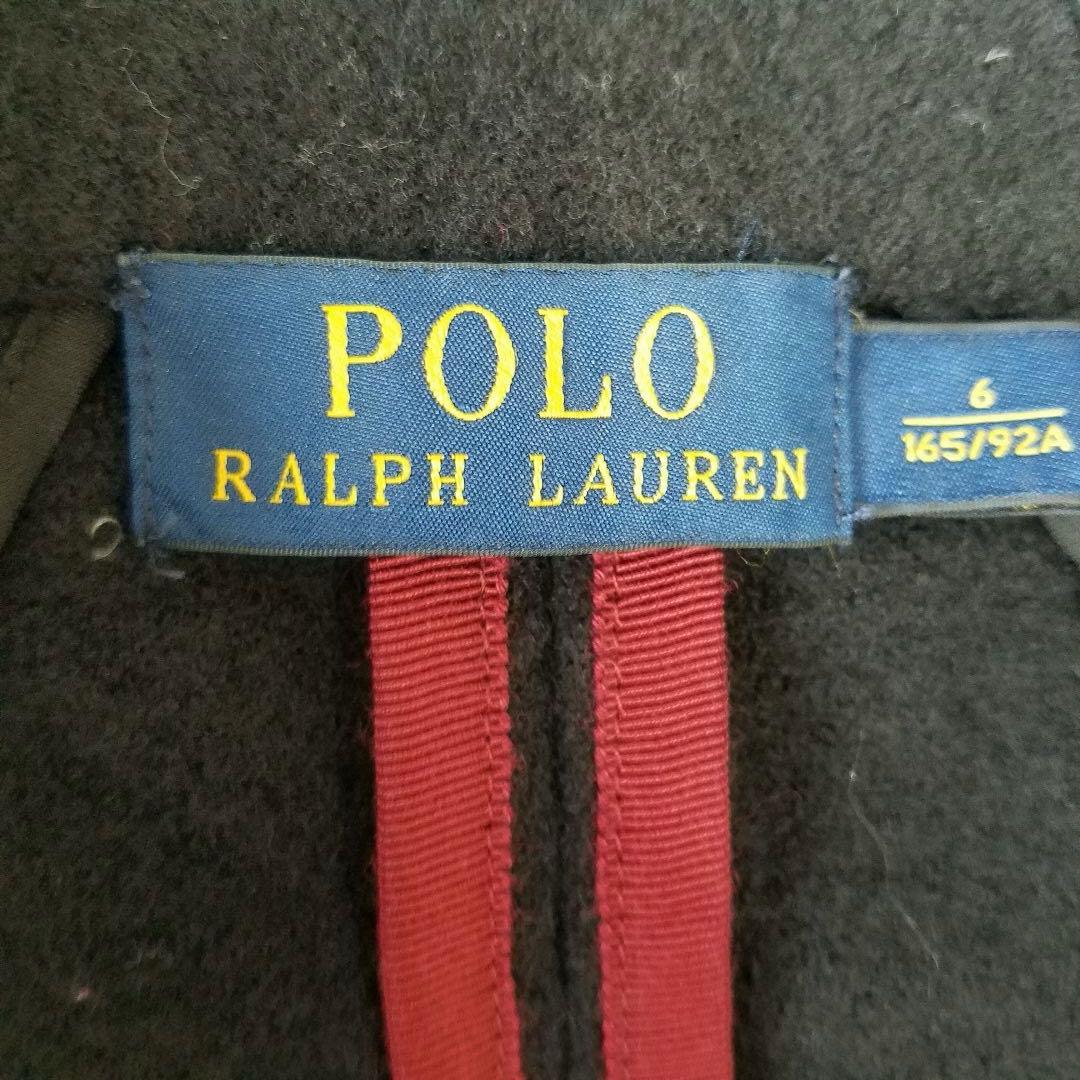 POLO
RALPH LAUREN
6
165/92A